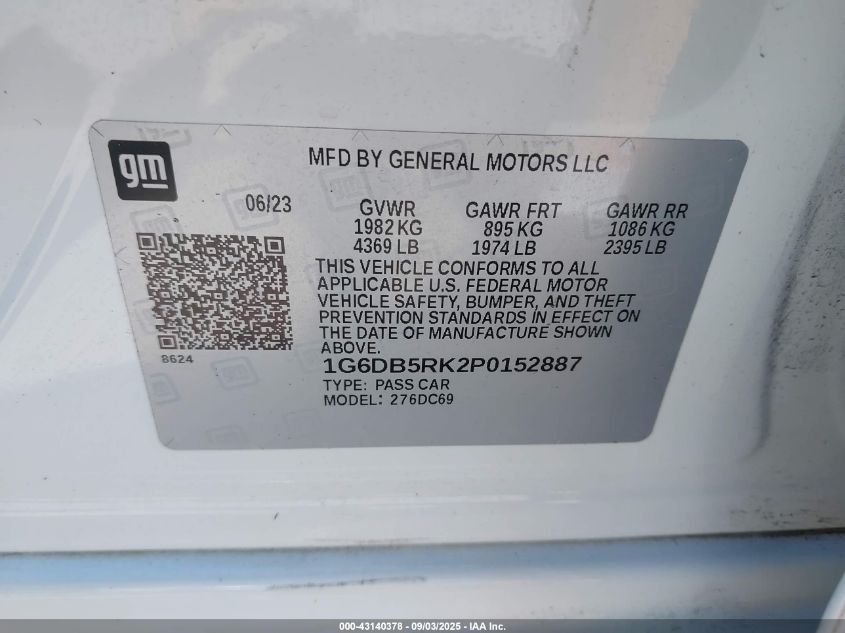 gm
MFD BY GENERAL MOTORS LLC
06/23
GVWR GAWR FRT GAWR RR
1982 KG 895 KG 1086 KG
4369 LB 1974 LB 2395 LB
THIS VEHICLE CONFORMS TO ALL
APPLICABLE U.S. FEDERAL MOTOR
VEHICLE SAFETY, BUMPER, AND THEFT
PREVENTION STANDARDS IN EFFECT ON
THE DATE OF MANUFACTURE SHOWN
ABOVE.
8624
1G6DB5RK2P0152887
TYPE: PASS CAR
MODEL: 276DC69
000-43140378 - 09/03/2025 - IAA Inc.